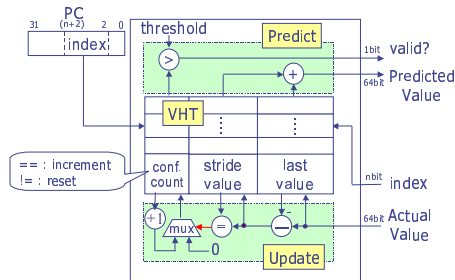 PC
31 (n+2) 2 0
index
threshold
Predict
>
1bit valid?
+
64bit Predicted
Value
VHT
== : increment
!= : reset
conf.
count
stride
value
last
value
nbit index
+1
mux
=
-
64bit Actual
Value
0
Update